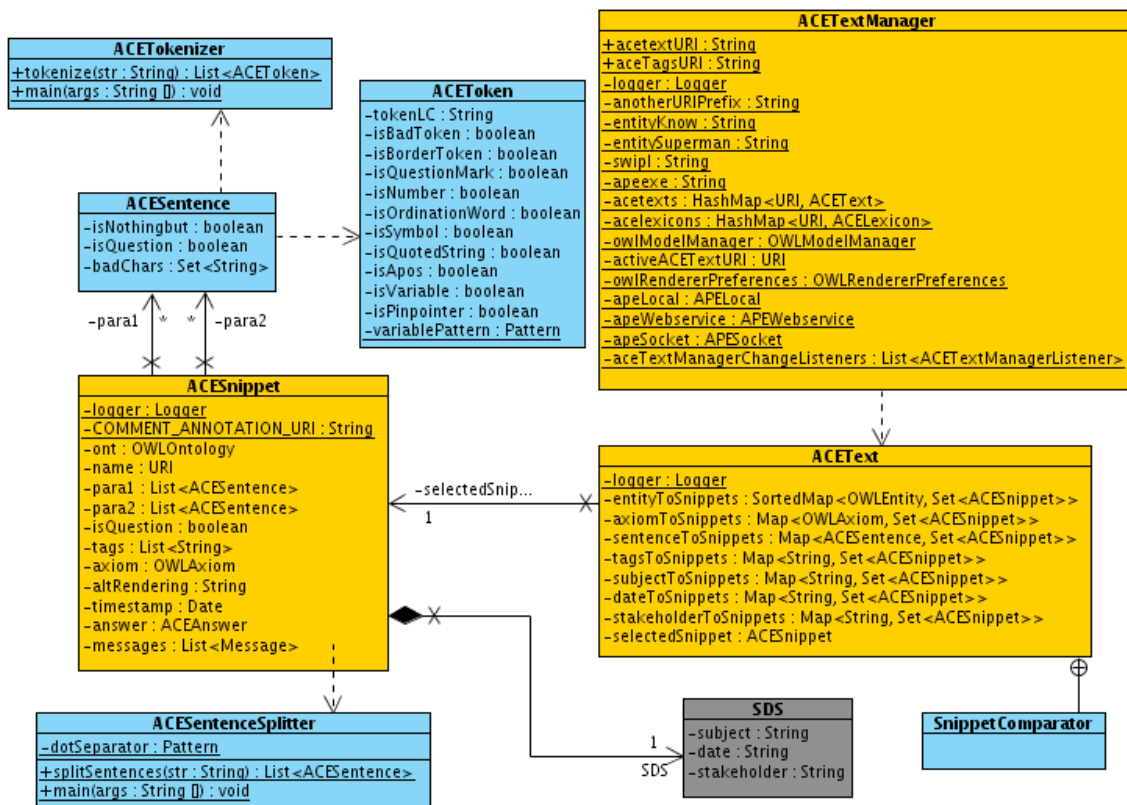 ACETokenizer
+tokenize(str : String) : List<ACEToken>
+main(args : String []) : void
ACEToken
-tokenLC : String
-isBadToken : boolean
-isBorderToken : boolean
-isQuestionMark : boolean
-isNumber : boolean
-isOrdinationWord : boolean
-isSymbol : boolean
-isQuotedString : boolean
-isApos : boolean
-isVariable : boolean
-isPinpointer : boolean
-variablePattern : Pattern
ACETextManager
+acetextURI : String
+aceTagsURI : String
-logger : Logger
-anotherURIPrefix : String
-entityKnow : String
-entitySuperman : String
-swipl : String
-apeexe : String
-acetexts : HashMap<URI, ACEText>
-acelexicons : HashMap<URI, ACELexicon>
-owlModelManager : OWLModelManager
-activeACETextURI : URI
-owlRendererPreferences : OWLRendererPreferences
-apeLocal : APELocal
-apeWebservice : APEWebservice
-apeSocket : APESocket
-aceTextManagerChangeListeners : List<ACETextManagerListener>
ACESentence
-isNothingbut : boolean
-isQuestion : boolean
-badChars : Set<String>
-para1 * * -para2
ACESnippet
-logger : Logger
-COMMENT_ANNOTATION_URI : String
-ont : OWLOntology
-name : URI
-para1 : List<ACESentence>
-para2 : List<ACESentence>
-isQuestion : boolean
-tags : List<String>
-axiom : OWLAxiom
-altRendering : String
-timestamp : Date
-answer : ACEAnswer
-messages : List<Message>
-selectedSnip...
1
ACEText
-logger : Logger
-entityToSnippets : SortedMap<OWLEntity, Set<ACESnippet>>
-axiomToSnippets : Map<OWLAxiom, Set<ACESnippet>>
-sentenceToSnippets : Map<ACESentence, Set<ACESnippet>>
-tagsToSnippets : Map<String, Set<ACESnippet>>
-subjectToSnippets : Map<String, Set<ACESnippet>>
-dateToSnippets : Map<String, Set<ACESnippet>>
-stakeholderToSnippets : Map<String, Set<ACESnippet>>
-selectedSnippet : ACESnippet
ACESentenceSplitter
-dotSeparator : Pattern
+splitSentences(str : String) : List<ACESentence>
+main(args : String []) : void
1
SDS
SDS
-subject : String
-date : String
-stakeholder : String
SnippetComparator